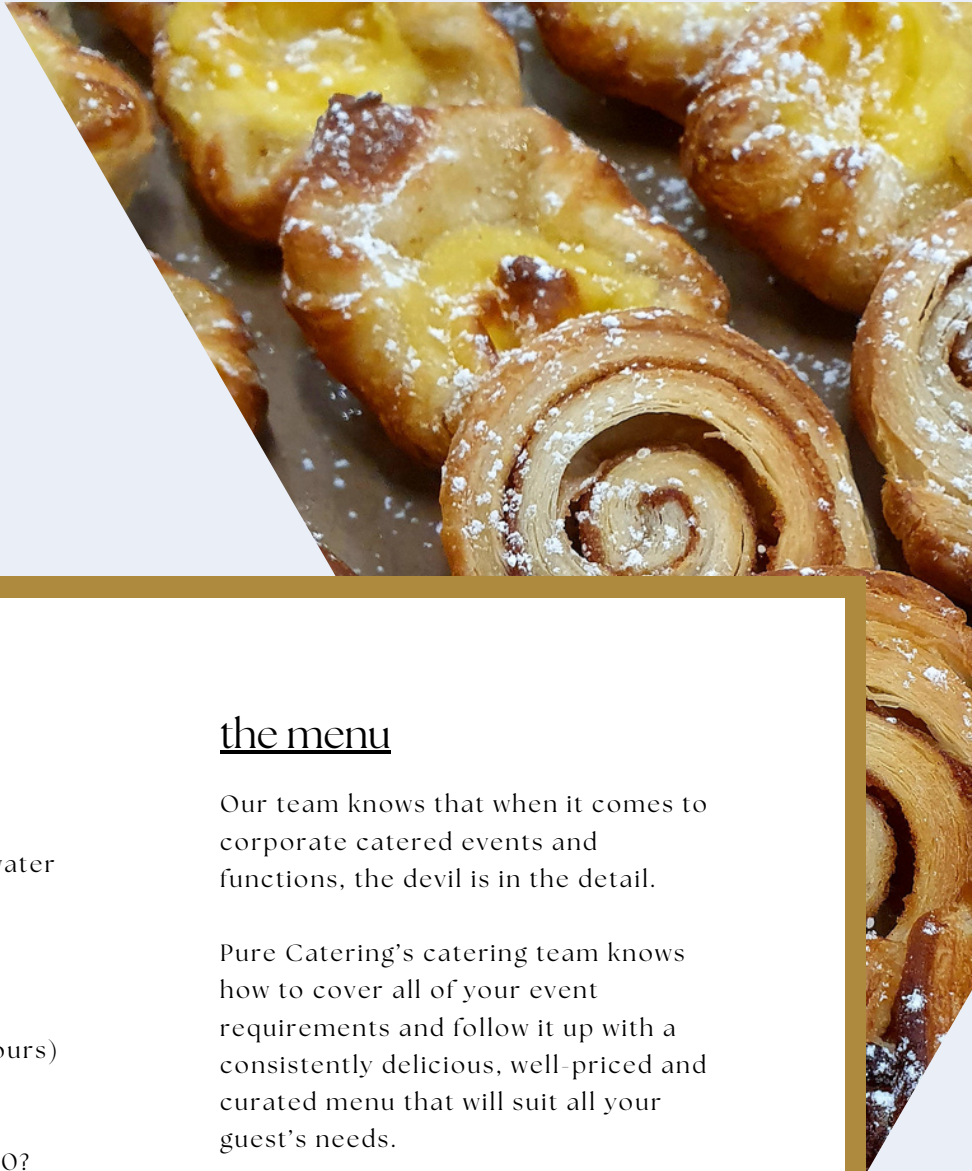 the menu
Our team knows that when it comes to
corporate catered events and
functions, the devil is in the detail.
Pure Catering’s catering team knows
how to cover all of your event
requirements and follow it up with a
consistently delicious, well-priced and
curated menu that will suit all your
guest’s needs.